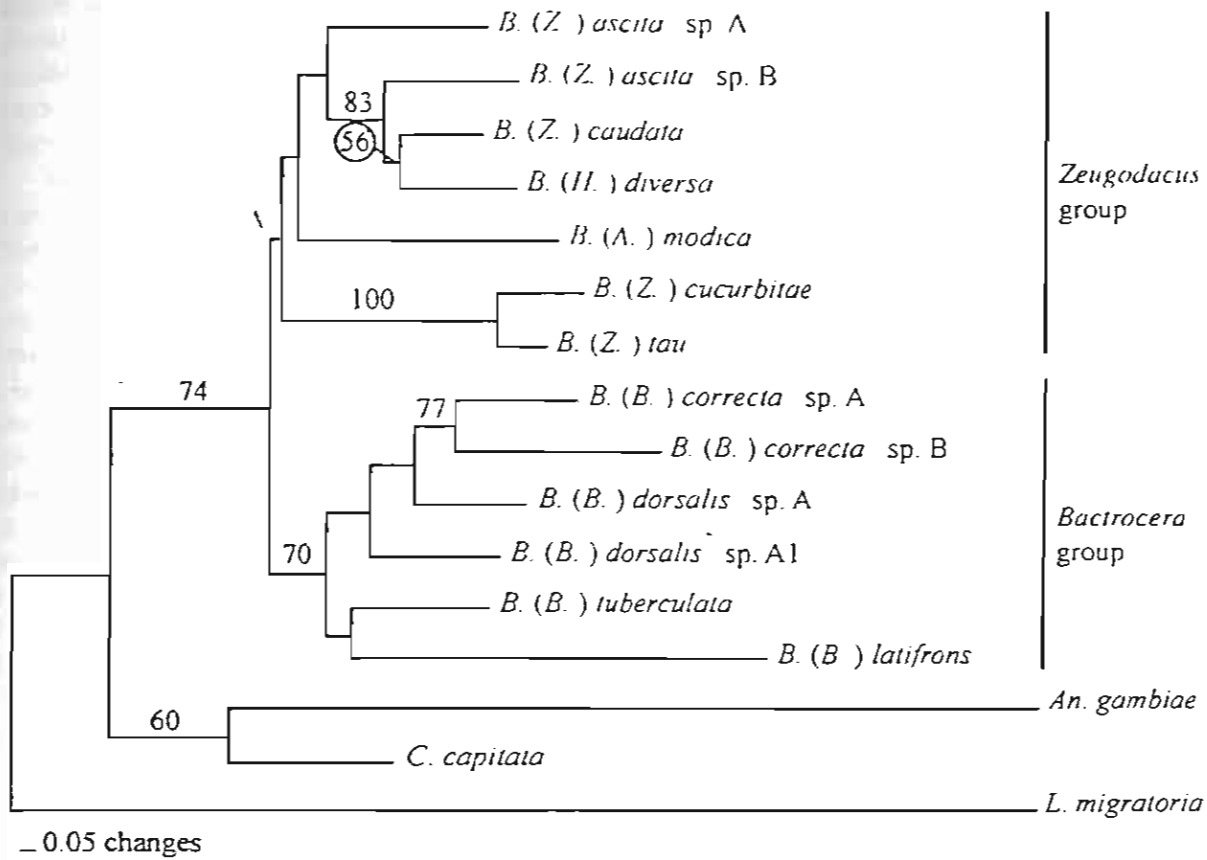 B. (Z ) ascita sp A
B. (Z. ) ascita sp. B
83
56
B. (Z. ) caudata
B. (H. ) diversa
Zeugodacus
group
B. (A. ) modica
100
B. (Z. ) cucurbitae
B. (Z. ) tau
74
77
B. (B. ) correcta sp. A
B. (B. ) correcta sp. B
B. (B. ) dorsalis sp. A
Bactrocera
group
70
B. (B. ) dorsalis sp. A1
B. (B. ) tuberculata
B. (B ) latifrons
An. gambiae
60
C. capitata
L. migratoria
0.05 changes